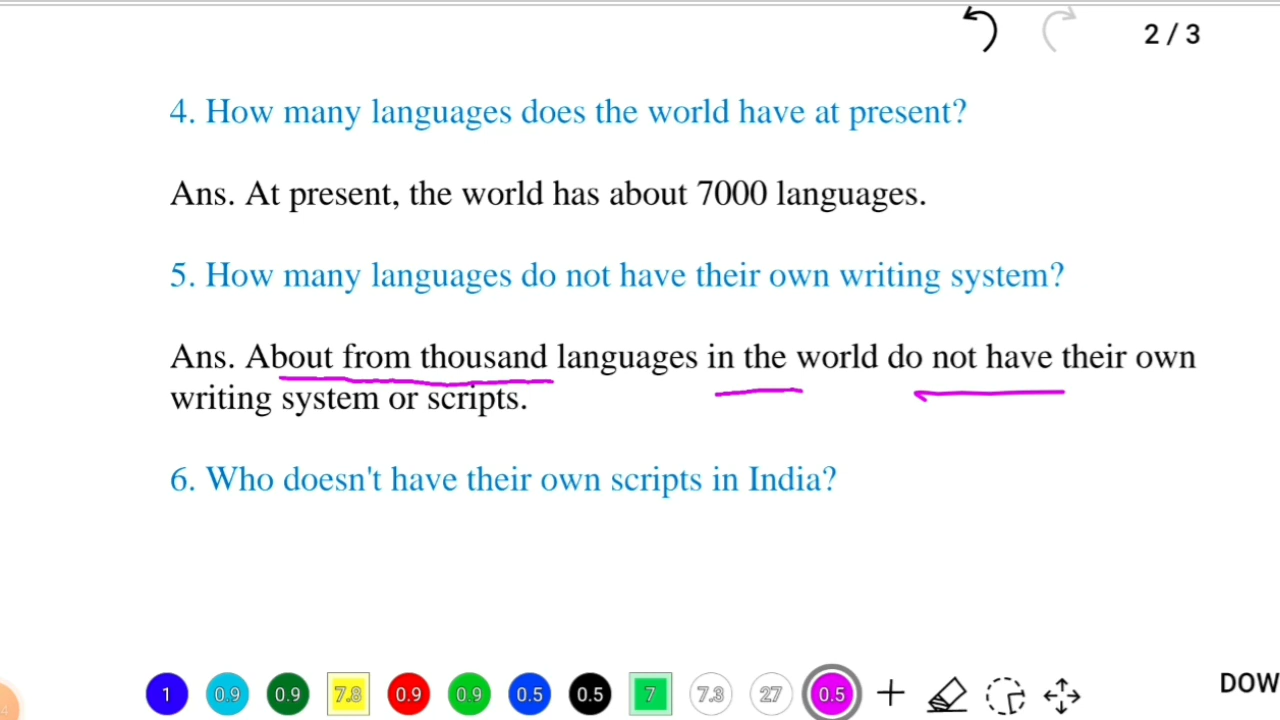 2 / 3
4. How many languages does the world have at present?
Ans. At present, the world has about 7000 languages.
5. How many languages do not have their own writing system?
Ans. About from thousand languages in the world do not have their own
writing system or scripts.
6. Who doesn't have their own scripts in India?
4
1 0.9 0.9 7.8 0.9 0.9 0.5 0.5 7 7.3 27 0.5
DOW